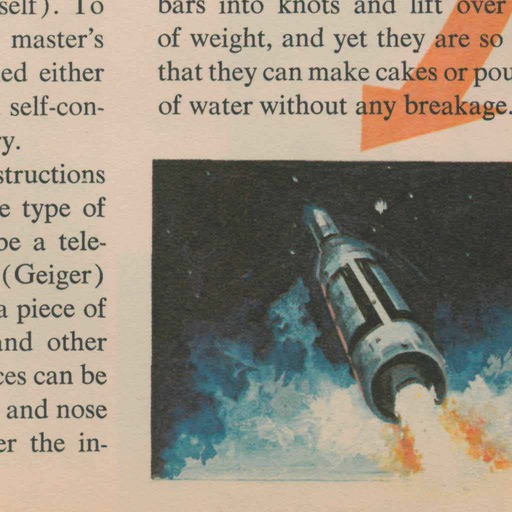 self). To
master's
ed either
self-con-
y.
structions
e type of
be a tele-
(Geiger)
a piece of
and other
ces can be
and nose
er the in-
bars into knots and lift over
of weight, and yet they are so
that they can make cakes or pou
of water without any breakage.